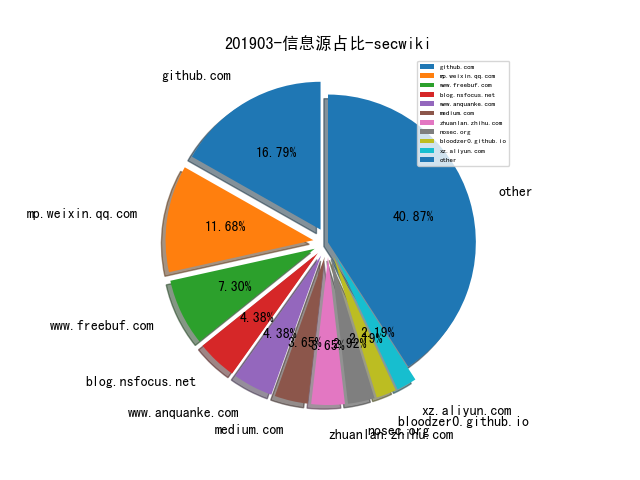 201903-信息源占比-secwiki
github.com
mp.weixin.qq.com
www.freebuf.com
blog.nsfocus.net
www.anquanke.com
medium.com
zhuanlan.zhihu.com
nosec.org
bloodzer0.github.io
xz.aliyun.com
other
github.com
16.79%
mp.weixin.qq.com
11.68%
www.freebuf.com
7.30%
blog.nsfocus.net
4.38%
www.anquanke.com
4.38%
medium.com
3.65%
zhuanlan.zhihu.com
3.65%
nosec.org
2.92%
bloodzer0.github.io
2.19%
xz.aliyun.com
2.19%
other
40.87%